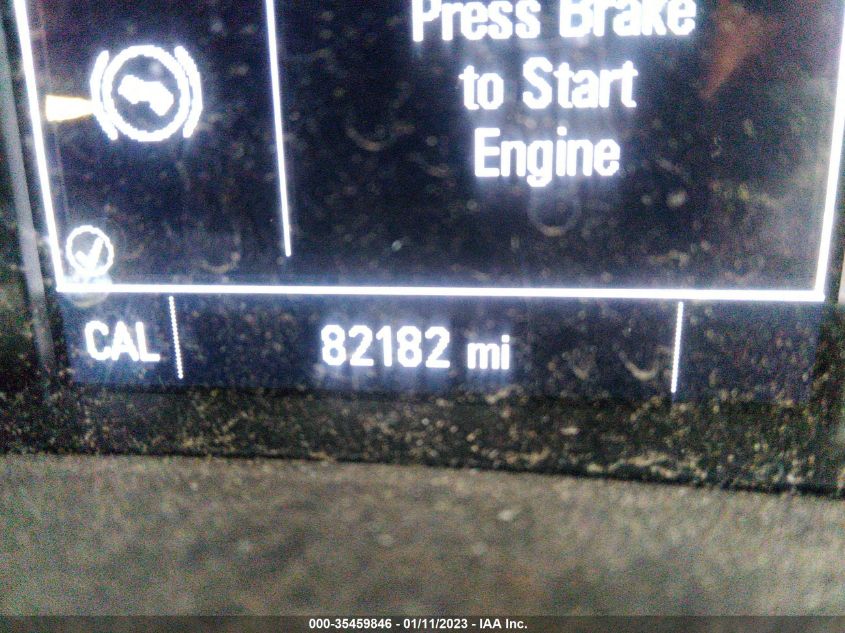 Press Brake
to Start
Engine
CAL 82182 mi
000-35459846 - 01/11/2023 - IAA Inc.